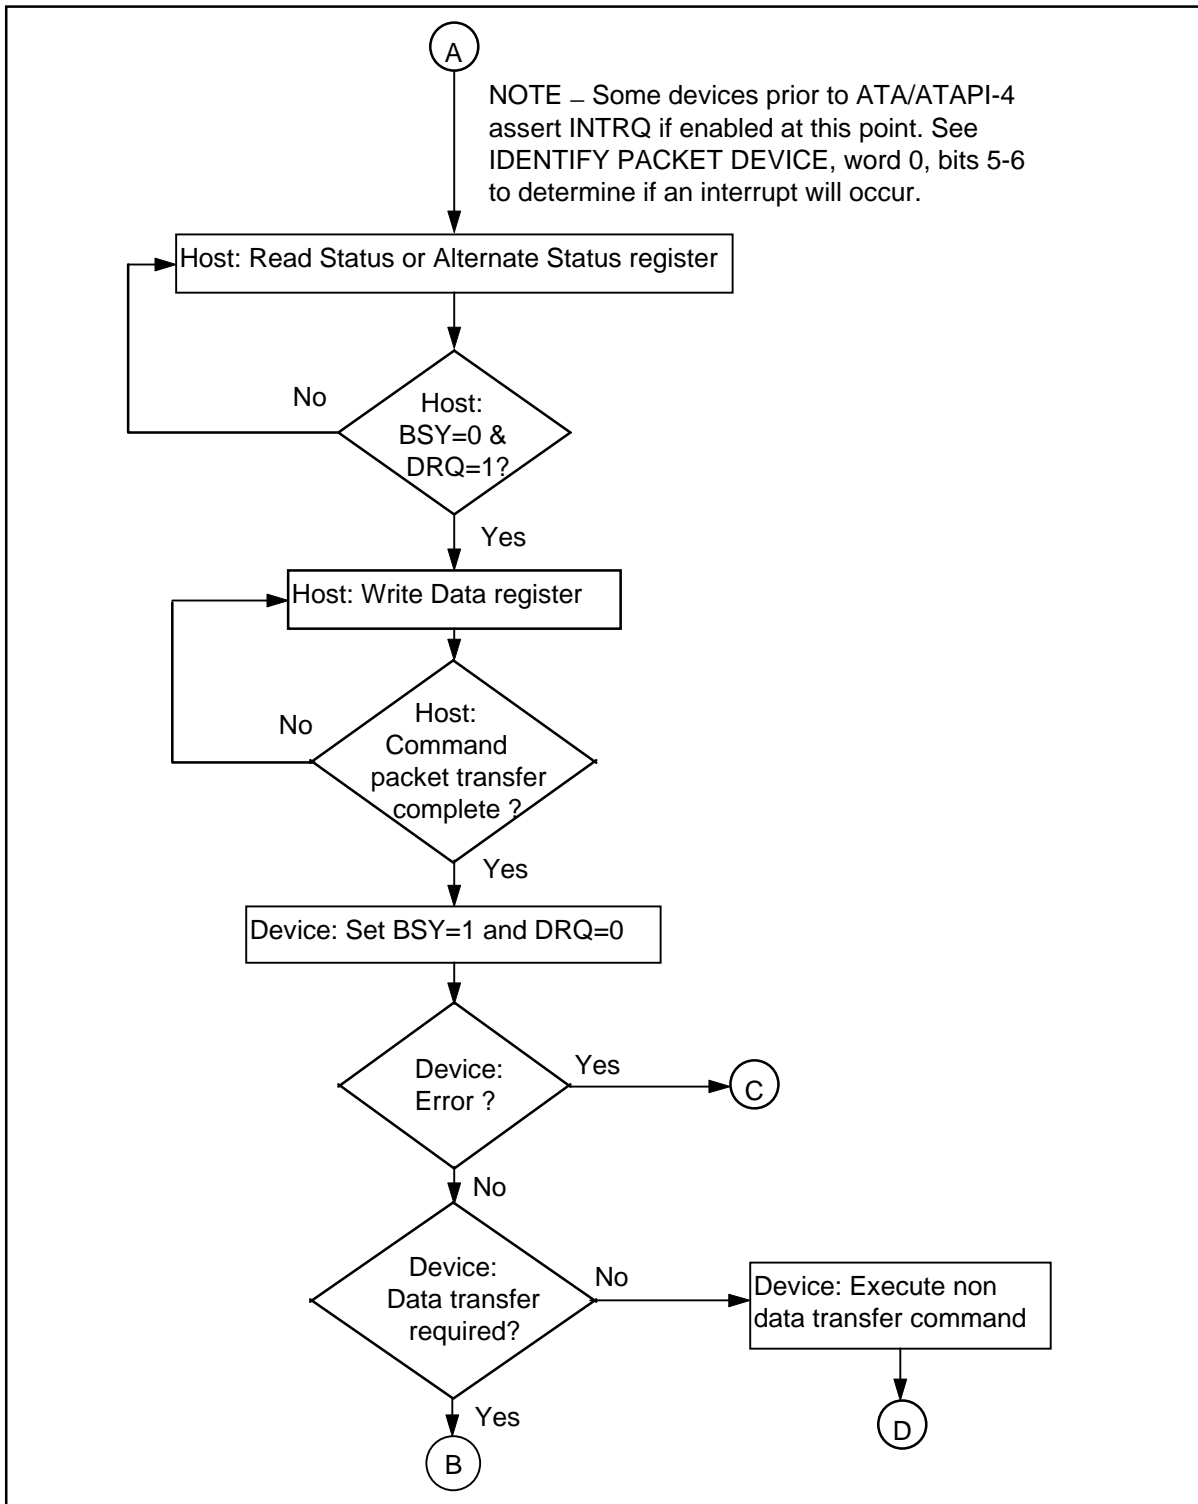 A
NOTE – Some devices prior to ATA/ATAPI-4
assert INTRQ if enabled at this point. See
IDENTIFY PACKET DEVICE, word 0, bits 5-6
to determine if an interrupt will occur.
Host: Read Status or Alternate Status register
No
Host:
BSY=0 &
DRQ=1?
Yes
Host: Write Data register
No
Host:
Command
packet transfer
complete ?
Yes
Device: Set BSY=1 and DRQ=0
Device:
Error ?
Yes
C
No
Device:
Data transfer
required?
No
Device: Execute non
data transfer command
Yes
D
B